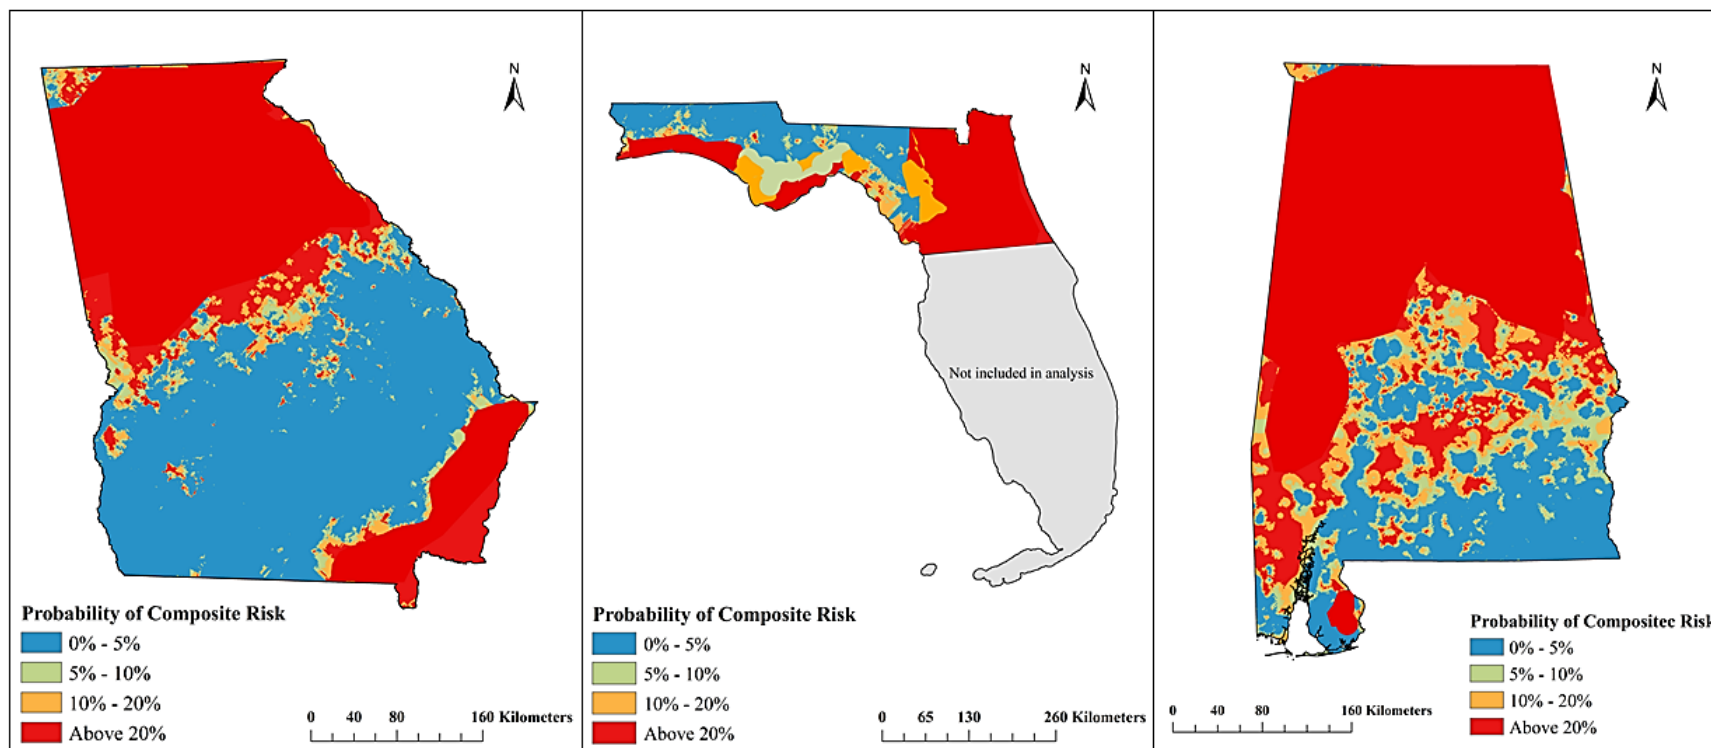 N
Probability of Composite Risk
0% - 5%
5% - 10%
10% - 20%
Above 20%
0 40 80 160 Kilometers
N
Not included in analysis
Probability of Composite Risk
0% - 5%
5% - 10%
10% - 20%
Above 20%
0 65 130 260 Kilometers
N
Probability of Compositec Risk
0% - 5%
5% - 10%
10% - 20%
Above 20%
0 40 80 160 Kilometers